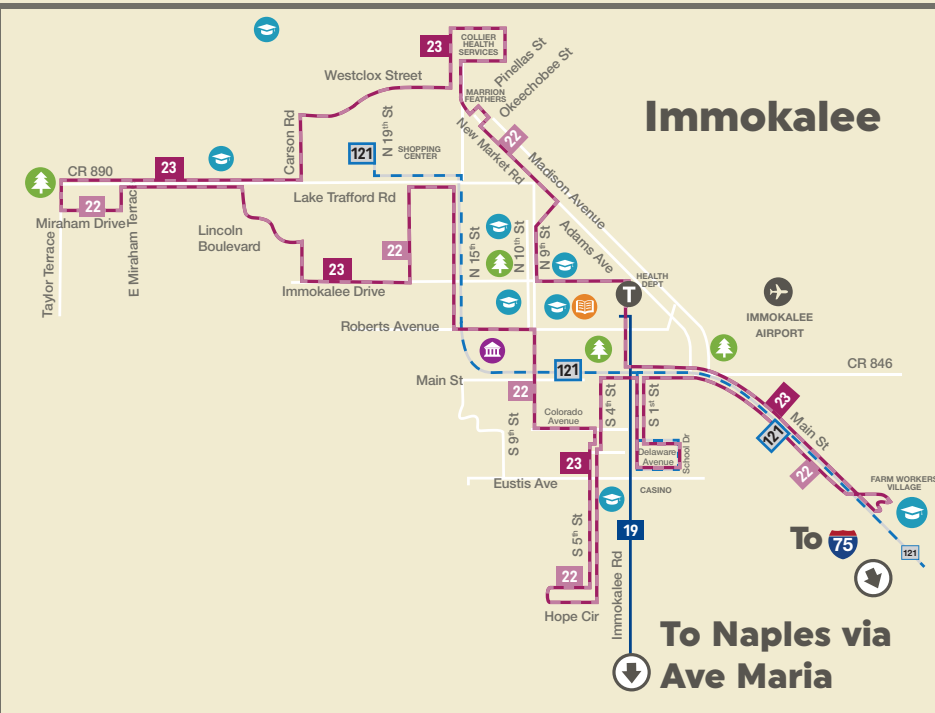 COLLIER
HEALTH
SERVICES
23
Pinellas St
Okeechobee St
Westclox Street
MARRION
FEATHERS
Immokalee
Carson Rd
N 19th St
121
SHOPPING
CENTER
New Market Rd
22
Madison Avenue
CR 890
23
22
Miraham Drive
Taylor Terrace
E Miraham Terrac
Lincoln
Boulevard
Lake Trafford Rd
22
23
Immokalee Drive
N 15th St
N 10th St
N 9th St
Adams Ave
HEALTH
DEPT
T
IMMOKALEE
AIRPORT
Roberts Avenue
Main St
121
CR 846
22
S 9th St
Colorado
Avenue
S 4th St
S 1st St
23
Main St
121
22
Delaware
Avenue
School Dr
23
Eustis Ave
CASINO
FARM WORKERS
VILLAGE
S 5th St
19
To
75
121
22
Hope Cir
Immokalee Rd
To Naples via
Ave Maria